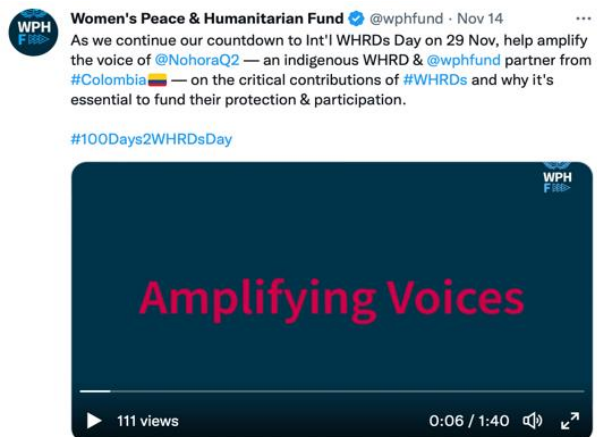 WPH
F
Women's Peace & Humanitarian Fund @wphfund · Nov 14 ...
As we continue our countdown to Int'l WHRDs Day on 29 Nov, help amplify
the voice of @NohoraQ2 — an indigenous WHRD & @wphfund partner from
#Colombia🇨🇴 — on the critical contributions of #WHRDs and why it's
essential to fund their protection & participation.
#100Days2WHRDsDay
WPH
F
Amplifying Voices
111 views
0:06 / 1:40